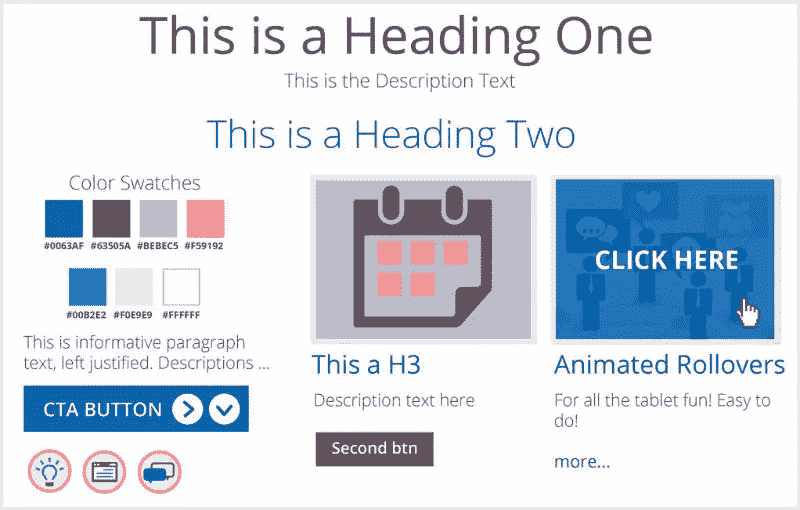 This is a Heading One
This is the Description Text
This is a Heading Two
Color Swatches
#0063AF #63505A #BEBEC5 #F59192
#00B2E2 #F0E9E9 #FFFFFF
This is informative paragraph
text, left justified. Descriptions ...
CTA BUTTON
This a H3
Description text here
Second btn
CLICK HERE
Animated Rollovers
For all the tablet fun! Easy to
do!
more...